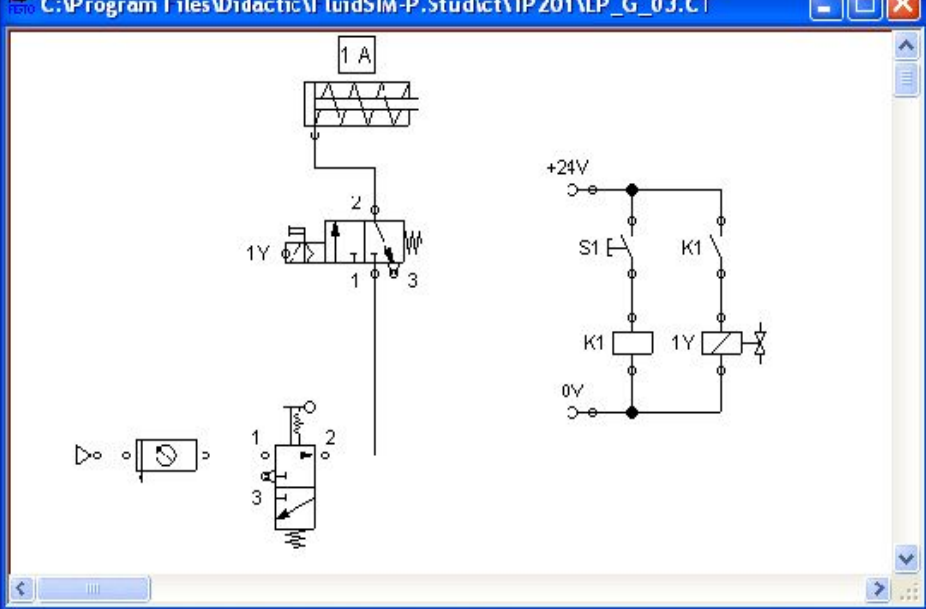 C:\Program Files\Didactic\FluidSIM-P.Stud\ct\TP201\EP_G_03.CT
1 A
+24V
2
S1
K1
1Y
1
3
K1
1Y
0V
1
2
3